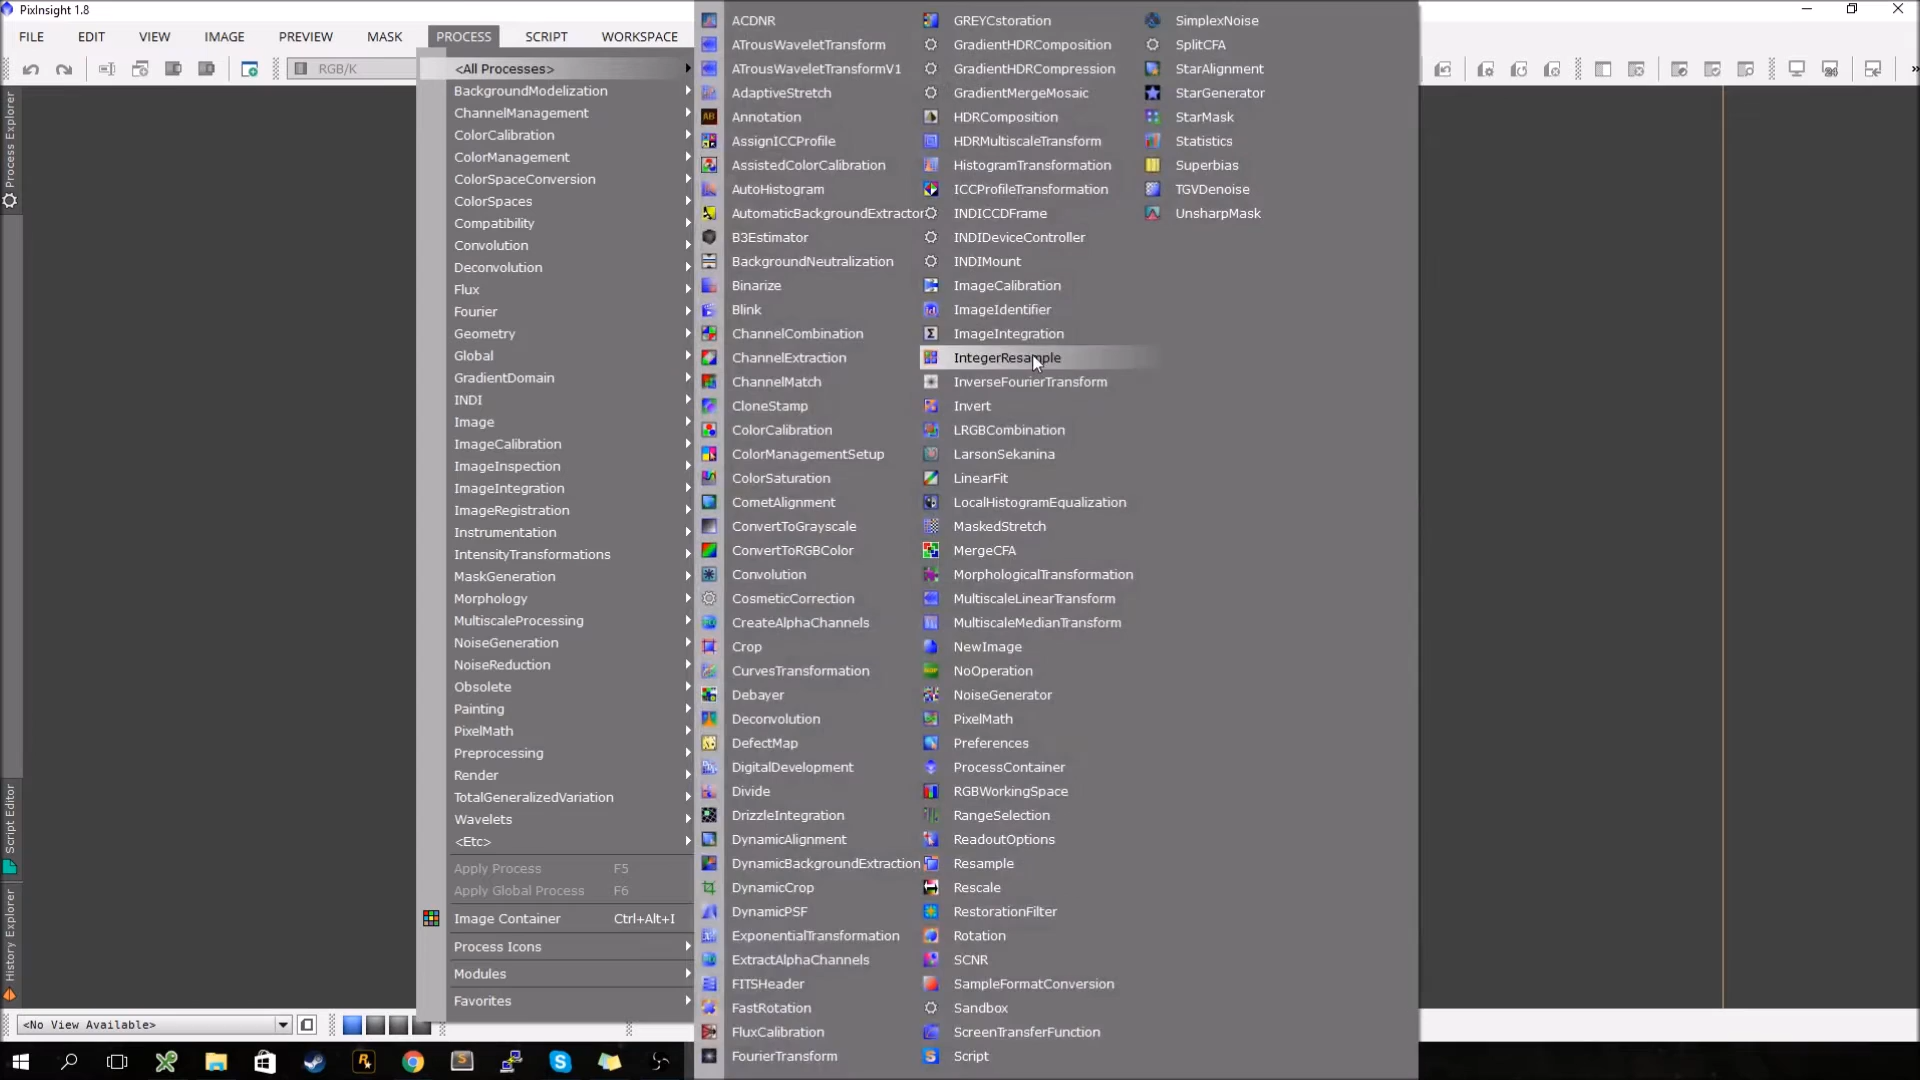 PixInsight 1.8
FILE EDIT VIEW IMAGE PREVIEW MASK PROCESS SCRIPT WORKSPACE
RGB/K
Process Explorer
Script Editor
History Explorer
<All Processes>
BackgroundModelization
ChannelManagement
ColorCalibration
ColorManagement
ColorSpaceConversion
ColorSpaces
Compatibility
Convolution
Deconvolution
Flux
Fourier
Geometry
Global
GradientDomain
INDI
Image
ImageCalibration
ImageInspection
ImageIntegration
ImageRegistration
Instrumentation
IntensityTransformations
MaskGeneration
Morphology
MultiscaleProcessing
NoiseGeneration
NoiseReduction
Obsolete
Painting
PixelMath
Preprocessing
Render
TotalGeneralizedVariation
Wavelets
<Etc>
Apply Process F5
Apply Global Process F6
Image Container Ctrl+Alt+I
Process Icons
Modules
Favorites
ACDNR
ATrousWaveletTransform
ATrousWaveletTransformV1
AdaptiveStretch
Annotation
AssignICCProfile
AssistedColorCalibration
AutoHistogram
AutomaticBackgroundExtractor
B3Estimator
BackgroundNeutralization
Binarize
Blink
ChannelCombination
ChannelExtraction
ChannelMatch
CloneStamp
ColorCalibration
ColorManagementSetup
ColorSaturation
CometAlignment
ConvertToGrayscale
ConvertToRGBColor
Convolution
CosmeticCorrection
CreateAlphaChannels
Crop
CurvesTransformation
Debayer
Deconvolution
DefectMap
DigitalDevelopment
Divide
DrizzleIntegration
DynamicAlignment
DynamicBackgroundExtraction
DynamicCrop
DynamicPSF
ExponentialTransformation
ExtractAlphaChannels
FITSHeader
FastRotation
FluxCalibration
FourierTransform
GREYCstoration
GradientHDRComposition
GradientHDRCompression
GradientMergeMosaic
HDRComposition
HDRMultiscaleTransform
HistogramTransformation
ICCProfileTransformation
INDICCDFrame
INDIDeviceController
INDIMount
ImageCalibration
ImageIdentifier
ImageIntegration
IntegerResample
InverseFourierTransform
Invert
LRGBCombination
LarsonSekanina
LinearFit
LocalHistogramEqualization
MaskedStretch
MergeCFA
MorphologicalTransformation
MultiscaleLinearTransform
MultiscaleMedianTransform
NewImage
NoOperation
NoiseGenerator
PixelMath
Preferences
ProcessContainer
RGBWorkingSpace
RangeSelection
ReadoutOptions
Resample
Rescale
RestorationFilter
Rotation
SCNR
SampleFormatConversion
Sandbox
ScreenTransferFunction
Script
SimplexNoise
SplitCFA
StarAlignment
StarGenerator
StarMask
Statistics
Superbias
TGVDenoise
UnsharpMask
<No View Available>